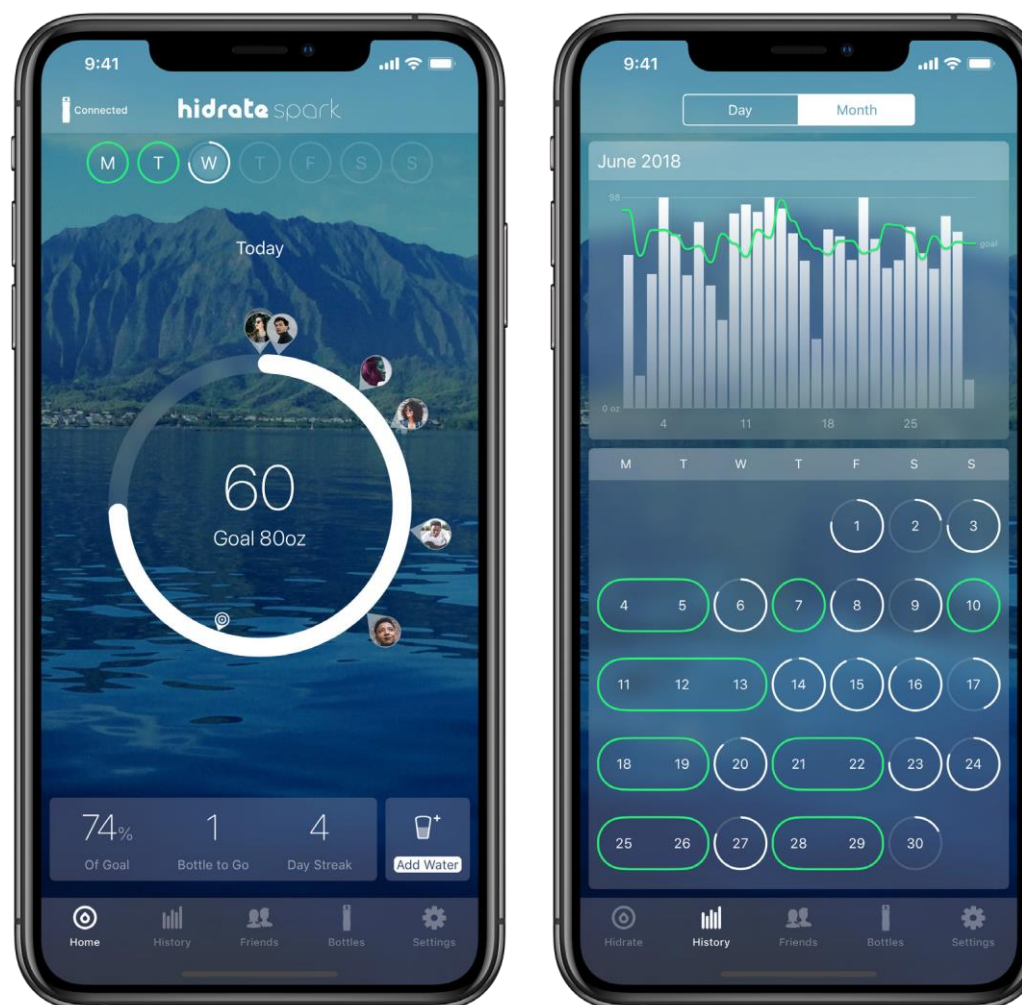 9:41
Connected
hidrate spark
M T W T F S S
Today
60
Goal 80oz
74%
Of Goal
1
Bottle to Go
4
Day Streak
Add Water
Home
History
Friends
Bottles
Settings
9:41
Day
Month
June 2018
98
goal
0 oz
4 11 18 25
M T W T F S S
1 2 3
4 5 6 7 8 9 10
11 12 13 14 15 16 17
18 19 20 21 22 23 24
25 26 27 28 29 30
Hidrate
History
Friends
Bottles
Settings